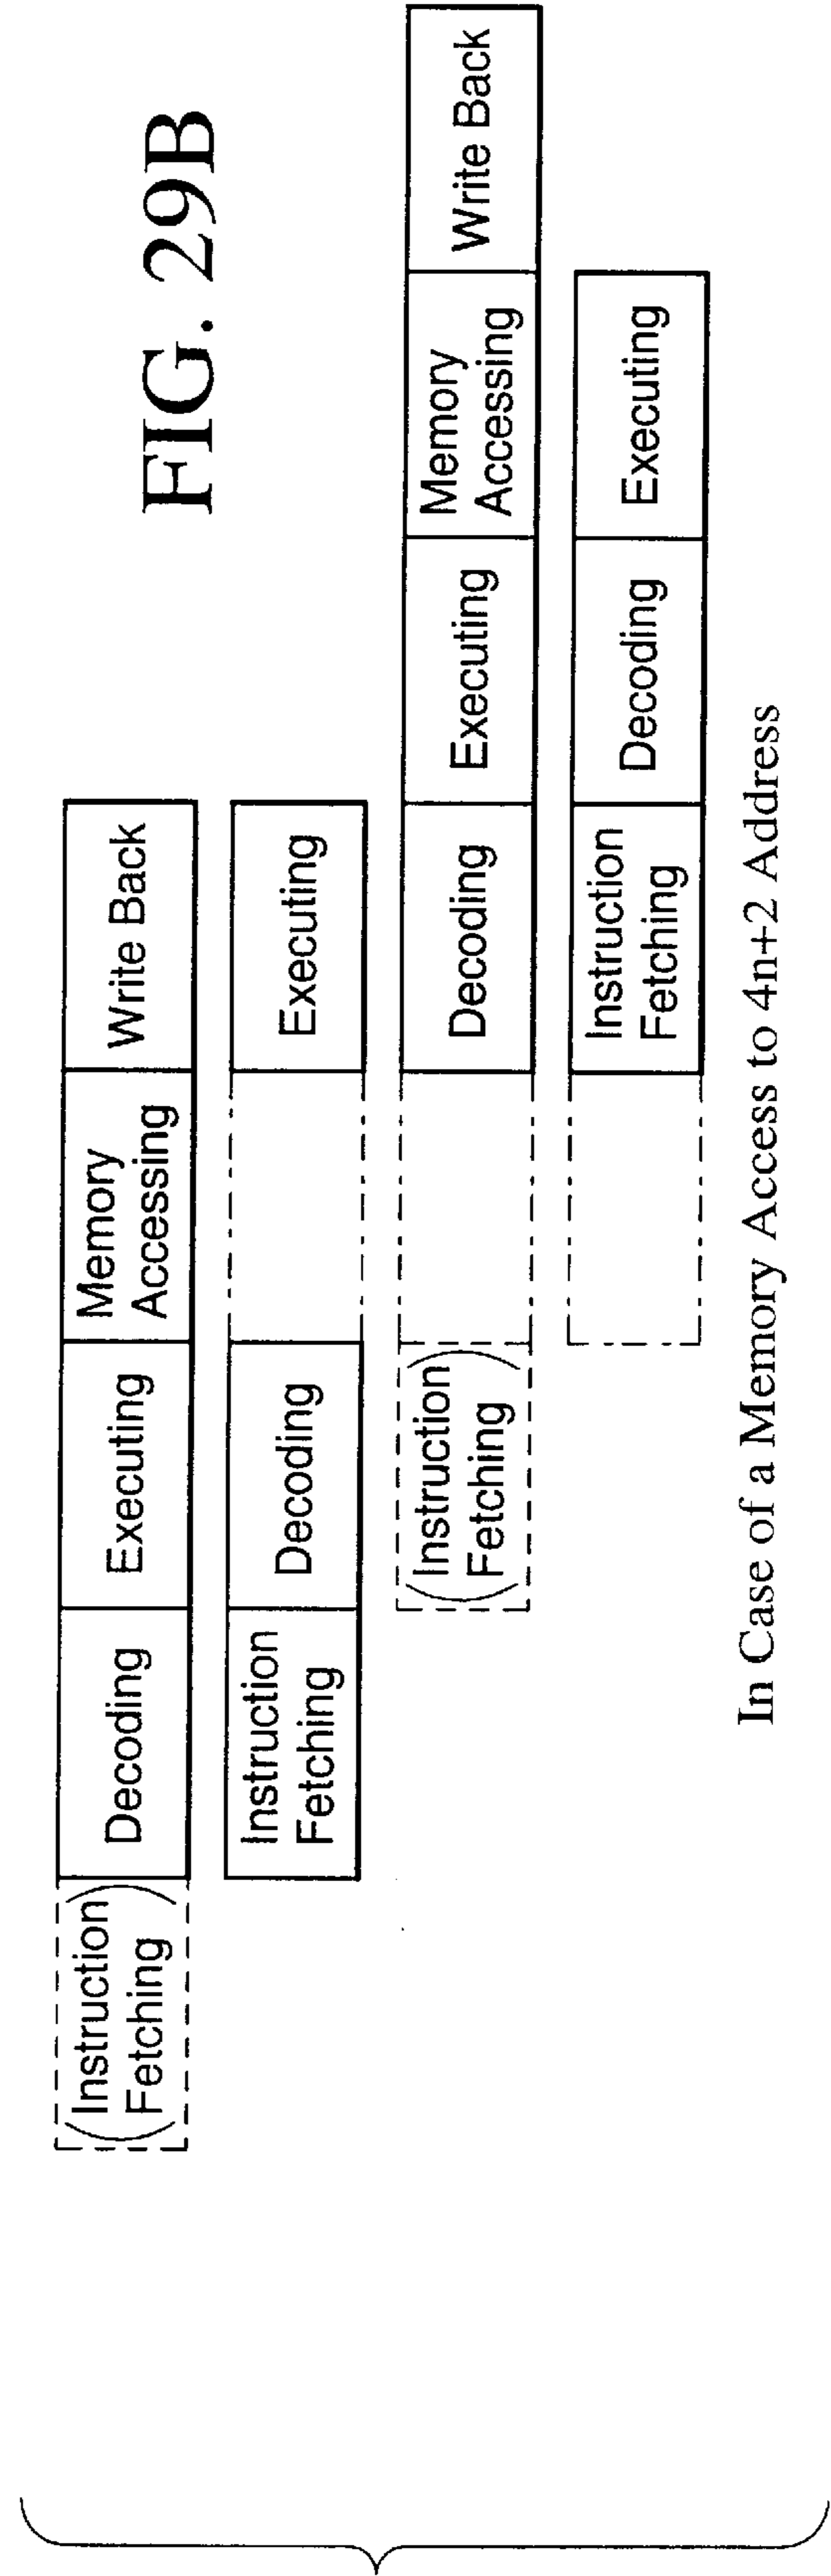 FIG. 29B
(Instruction
Fetching)
Decoding
Executing
Memory
Accessing
Write Back
Instruction
Fetching
Decoding
Executing
(Instruction
Fetching)
Decoding
Executing
Memory
Accessing
Write Back
Instruction
Fetching
Decoding
Executing
In Case of a Memory Access to 4n+2 Address